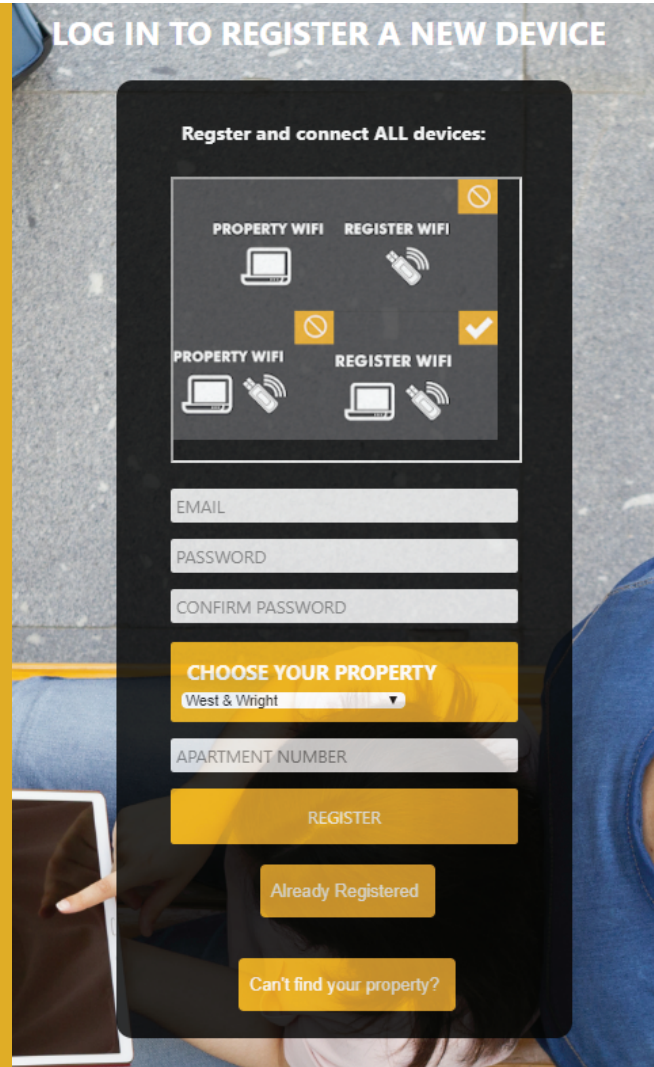 LOG IN TO REGISTER A NEW DEVICE
Regster and connect ALL devices:
PROPERTY WIFI REGISTER WIFI
PROPERTY WIFI REGISTER WIFI
EMAIL
PASSWORD
CONFIRM PASSWORD
CHOOSE YOUR PROPERTY
West & Wright
APARTMENT NUMBER
REGISTER
Already Registered
Can't find your property?